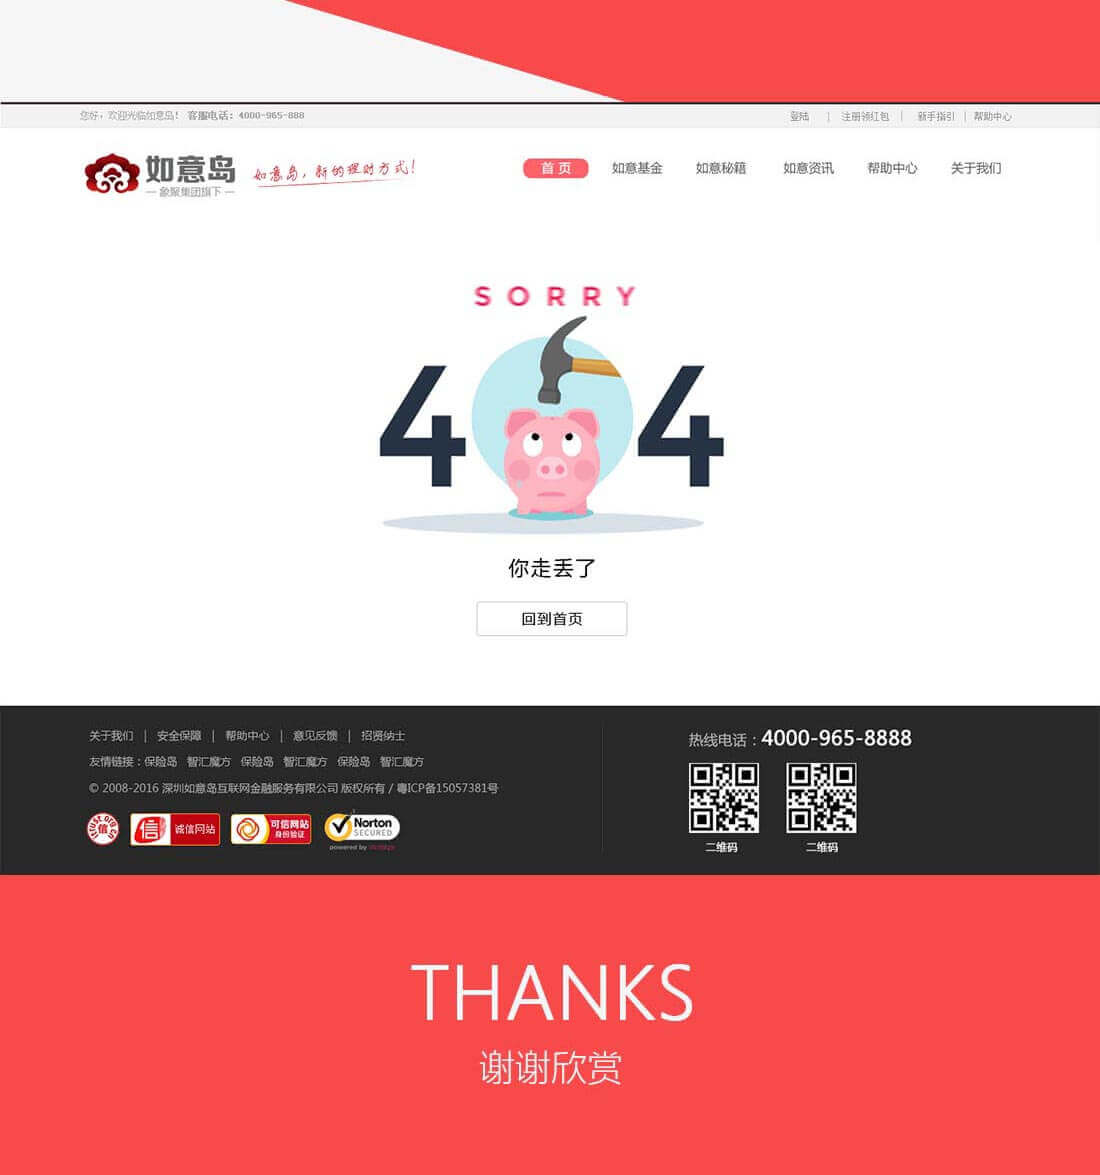 您好，欢迎光临如意岛！ 客服电话：4000-965-888
登陆 | 注册领红包 | 新手指引 | 帮助中心
如意岛
一 象聚集团旗下 一
如意岛，新的理财方式！
首 页 如意基金 如意秘籍 如意资讯 帮助中心 关于我们
SORRY
4 4
你走丢了
回到首页
关于我们 | 安全保障 | 帮助中心 | 意见反馈 | 招贤纳士
友情链接：保险岛 智汇魔方 保险岛 智汇魔方 保险岛 智汇魔方
© 2008-2016 深圳如意岛互联网金融服务有限公司 版权所有 / 粤ICP备15057381号
itrust.org.cn
信
信 诚信网站
可信网站
身份验证
Norton
SECURED
powered by
热线电话：4000-965-8888
二维码 二维码
THANKS
谢谢欣赏